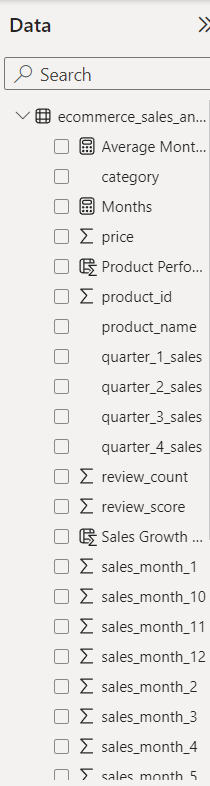 Data
Search
ecommerce_sales_an...
Average Mont...
category
Months
price
Product Perfo...
product_id
product_name
quarter_1_sales
quarter_2_sales
quarter_3_sales
quarter_4_sales
review_count
review_score
Sales Growth ...
sales_month_1
sales_month_10
sales_month_11
sales_month_12
sales_month_2
sales_month_3
sales_month_4
sales_month_5